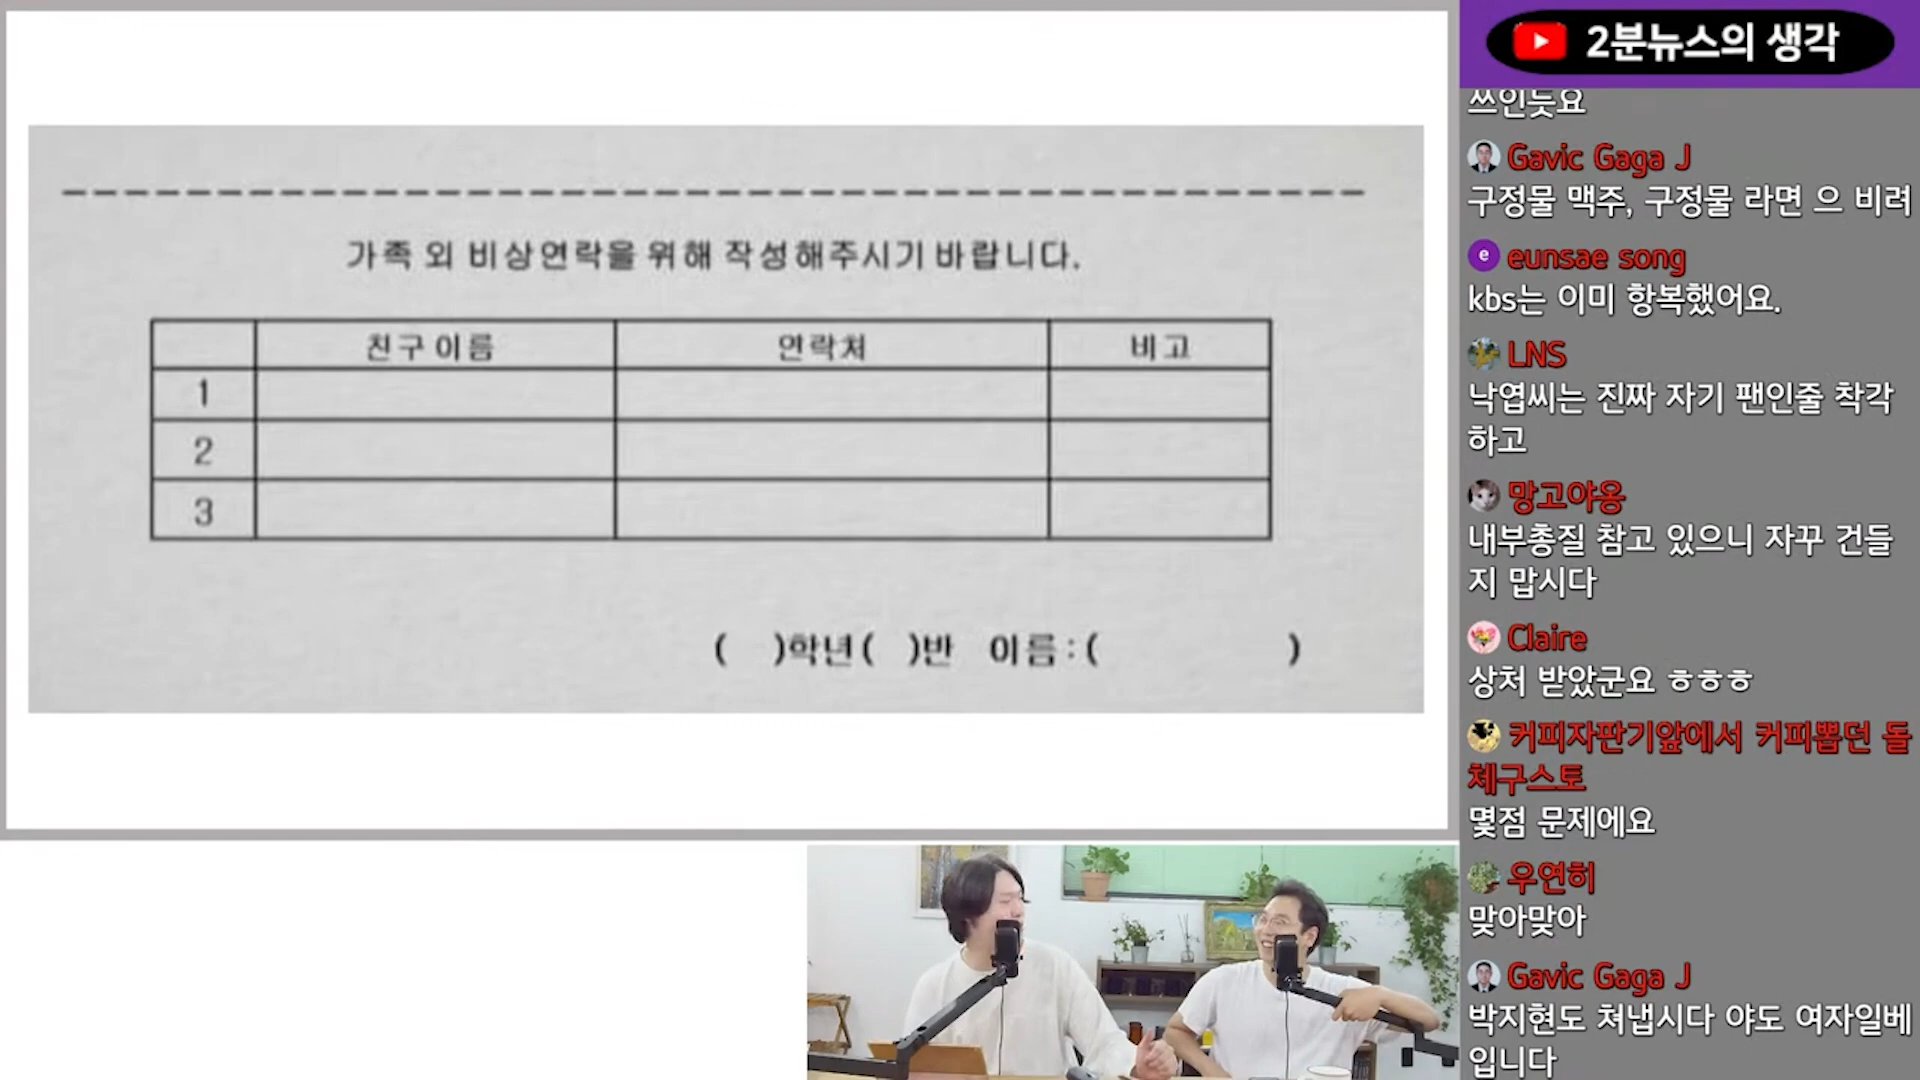 가족 외 비상연락을 위해 작성해주시기 바랍니다.
친구 이름 연락처 비고
1
2
3
( )학년 ( )반 이름 : ( )
2분뉴스의 생각
쓰인듯요
Gavic Gaga J
구정물 맥주, 구정물 라면 으 비려
e eunsae song
kbs는 이미 항복했어요.
LNS
낙엽씨는 진짜 자기 팬인줄 착각
하고
망고야옹
내부총질 참고 있으니 자꾸 건들
지 맙시다
Claire
상처 받았군요 ㅎㅎㅎ
커피자판기앞에서 커피뽑던 돌
체구스토
몇점 문제에요
우연히
맞아맞아
Gavic Gaga J
박지현도 쳐냅시다 야도 여자일베
입니다